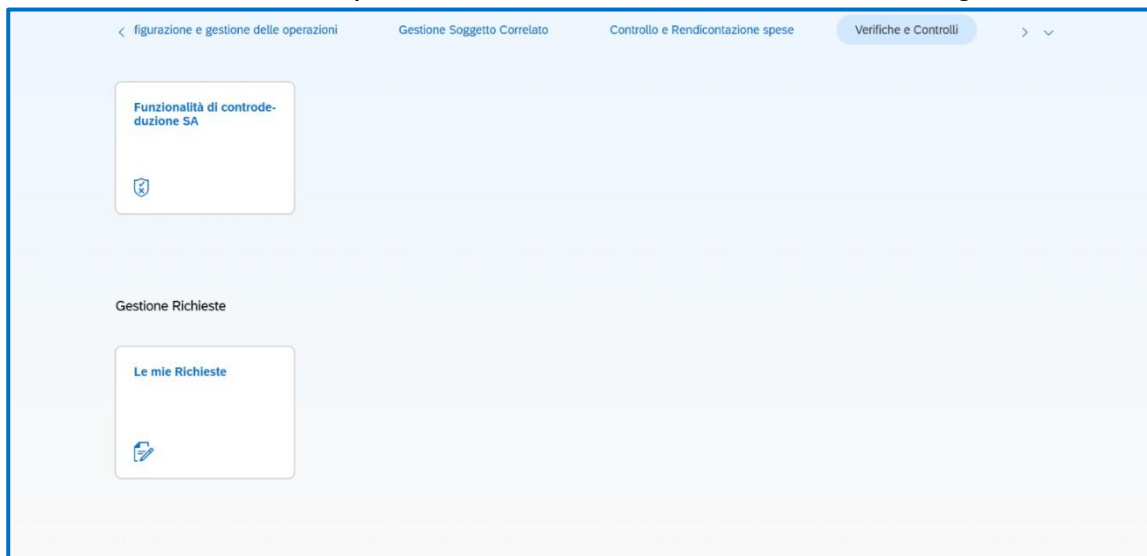 figurazione e gestione delle operazioni Gestione Soggetto Correlato Controllo e Rendicontazione spese Verifiche e Controlli
Funzionalità di controde-
duzione SA
Gestione Richieste
Le mie Richieste